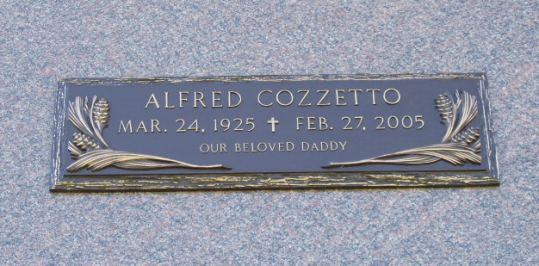 ALFRED COZZETTO
MAR. 24, 1925 ✝ FEB. 27, 2005
OUR BELOVED DADDY